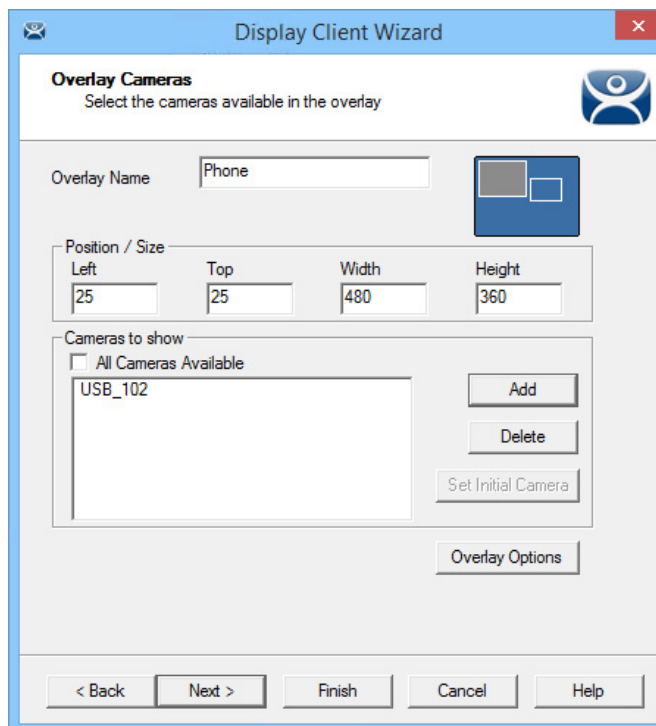 Display Client Wizard
Overlay Cameras
Select the cameras available in the overlay
Overlay Name
Phone
Position / Size
Left Top Width Height
25 25 480 360
Cameras to show
All Cameras Available
USB_102
Add
Delete
Set Initial Camera
Overlay Options
< Back Next > Finish Cancel Help